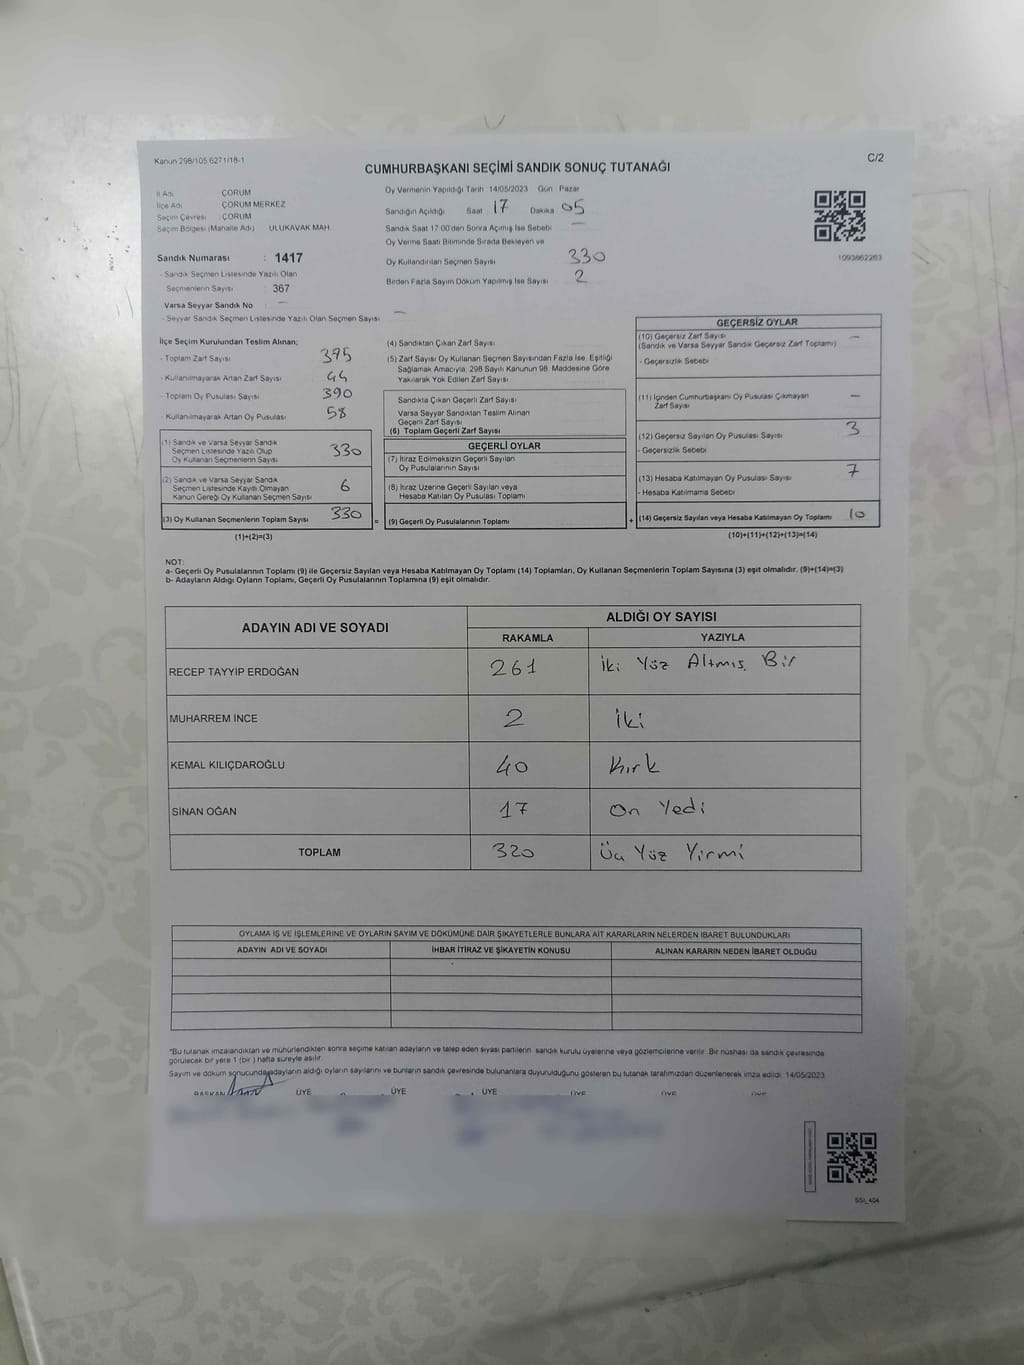 Kanun 298/105.6271/18-1
C/2
CUMHURBAŞKANI SEÇİMİ SANDIK SONUÇ TUTANAĞI
İl Adı ÇORUM
İlçe Adı ÇORUM MERKEZ
Seçim Çevresi : ÇORUM
Seçim Bölgesi (Mahalle Adı) ULUKAVAK MAH.
Sandık Numarası : 1417
- Sandık Seçmen Listesinde Yazılı Olan
Seçmenlerin Sayısı : 367
Varsa Seyyar Sandık No : —
- Seyyar Sandık Seçmen Listesinde Yazılı Olan Seçmen Sayısı —
Oy Vermenin Yapıldığı Tarih 14/05/2023 Gün : Pazar
Sandığın Açıldığı Saat 17 Dakika 05
Sandık Saat 17.00'den Sonra Açımış İse Sebebi —
Oy Verme Saati Bitiminde Sırada Bekleyen ve
Oy Kullandırılan Seçmen Sayısı 330
Birden Fazla Sayım Döküm Yapılmış İse Sayısı 2
1093862263
İlçe Seçim Kurulundan Teslim Alınan;
- Toplam Zarf Sayısı 395
- Kullanılmayarak Artan Zarf Sayısı 44
- Toplam Oy Pusulası Sayısı 390
- Kullanılmayarak Artan Oy Pusulası 58
(1) Sandık ve Varsa Seyyar Sandık
Seçmen Listesinde Yazılı Olup
Oy Kullanan Seçmenlerin Sayısı 330
(2) Sandık ve Varsa Seyyar Sandık
Seçmen Listesinde Kayıtlı Olmayan
Kanun Gereği Oy Kullanan Seçmen Sayısı 6
(3) Oy Kullanan Seçmenlerin Toplam Sayısı 330 =
(1)+(2)=(3)
(4) Sandıktan Çıkan Zarf Sayısı
(5) Zarf Sayısı Oy Kullanan Seçmen Sayısından Fazla İse, Eşitliği
Sağlamak Amacıyla, 298 Sayılı Kanunun 98. Maddesine Göre
Yakılarak Yok Edilen Zarf Sayısı
Sandıkta Çıkan Geçerli Zarf Sayısı
Varsa Seyyar Sandıktan Teslim Alınan
Geçerli Zarf Sayısı
(6) Toplam Geçerli Zarf Sayısı
GEÇERLİ OYLAR
(7) İtiraz Edilmeksizin Geçerli Sayılan
Oy Pusulalarının Sayısı
(8) İtiraz Üzerine Geçerli Sayılan veya
Hesaba Katılan Oy Pusulası Toplamı
(9) Geçerli Oy Pusulalarının Toplamı +
GEÇERSİZ OYLAR
(10) Geçersiz Zarf Sayısı —
(Sandık ve Varsa Seyyar Sandık Geçersiz Zarf Toplamı)
- Geçersizlik Sebebi
(11) İçinden Cumhurbaşkanı Oy Pusulası Çıkmayan —
Zarf Sayısı
(12) Geçersiz Sayılan Oy Pusulası Sayısı 3
- Geçersizlik Sebebi
(13) Hesaba Katılmayan Oy Pusulası Sayısı 7
- Hesaba Katılmama Sebebi
(14) Geçersiz Sayılan veya Hesaba Katılmayan Oy Toplamı 10
(10)+(11)+(12)+(13)=(14)
NOT:
a- Geçerli Oy Pusulalarının Toplamı (9) ile Geçersiz Sayılan veya Hesaba Katılmayan Oy Toplamı (14) Toplamları, Oy Kullanan Seçmenlerin Toplam Sayısına (3) eşit olmalıdır. (9)+(14)=(3)
b- Adayların Aldığı Oyların Toplamı, Geçerli Oy Pusulalarının Toplamına (9) eşit olmalıdır.
ADAYIN ADI VE SOYADI
ALDIĞI OY SAYISI
RAKAMLA YAZIYLA
RECEP TAYYİP ERDOĞAN 261 İki Yüz Altmış Bir
MUHARREM İNCE 2 İki
KEMAL KILIÇDAROĞLU 40 Kırk
SİNAN OĞAN 17 On Yedi
TOPLAM 320 Üç Yüz Yirmi
OYLAMA İŞ VE İŞLEMLERİNE VE OYLARIN SAYIM VE DÖKÜMÜNE DAİR ŞİKAYETLERLE BUNLARA AİT KARARLARIN NELERDEN İBARET BULUNDUKLARI
ADAYIN ADI VE SOYADI İHBAR İTİRAZ VE ŞİKAYETİN KONUSU ALINAN KARARIN NEDEN İBARET OLDUĞU
*Bu tutanak imzalandıktan ve mühürlendikten sonra seçime katılan adayların ve talep eden siyasi partilerin sandık kurulu üyelerine veya gözlemcilerine verilir. Bir nüshası da sandık çevresinde
görülecek bir yere 1 (bir ) hafta süreyle asılır.
Sayım ve döküm sonucunda adayların aldığı oyların sayılarını ve bunların sandık çevresinde bulunanlara duyurulduğunu gösteren bu tutanak tarafımızdan düzenlenerek imza edildi. 14/05/2023
BAŞKAN ÜYE ÜYE ÜYE ÜYE ÜYE ÜYE
SS1_404